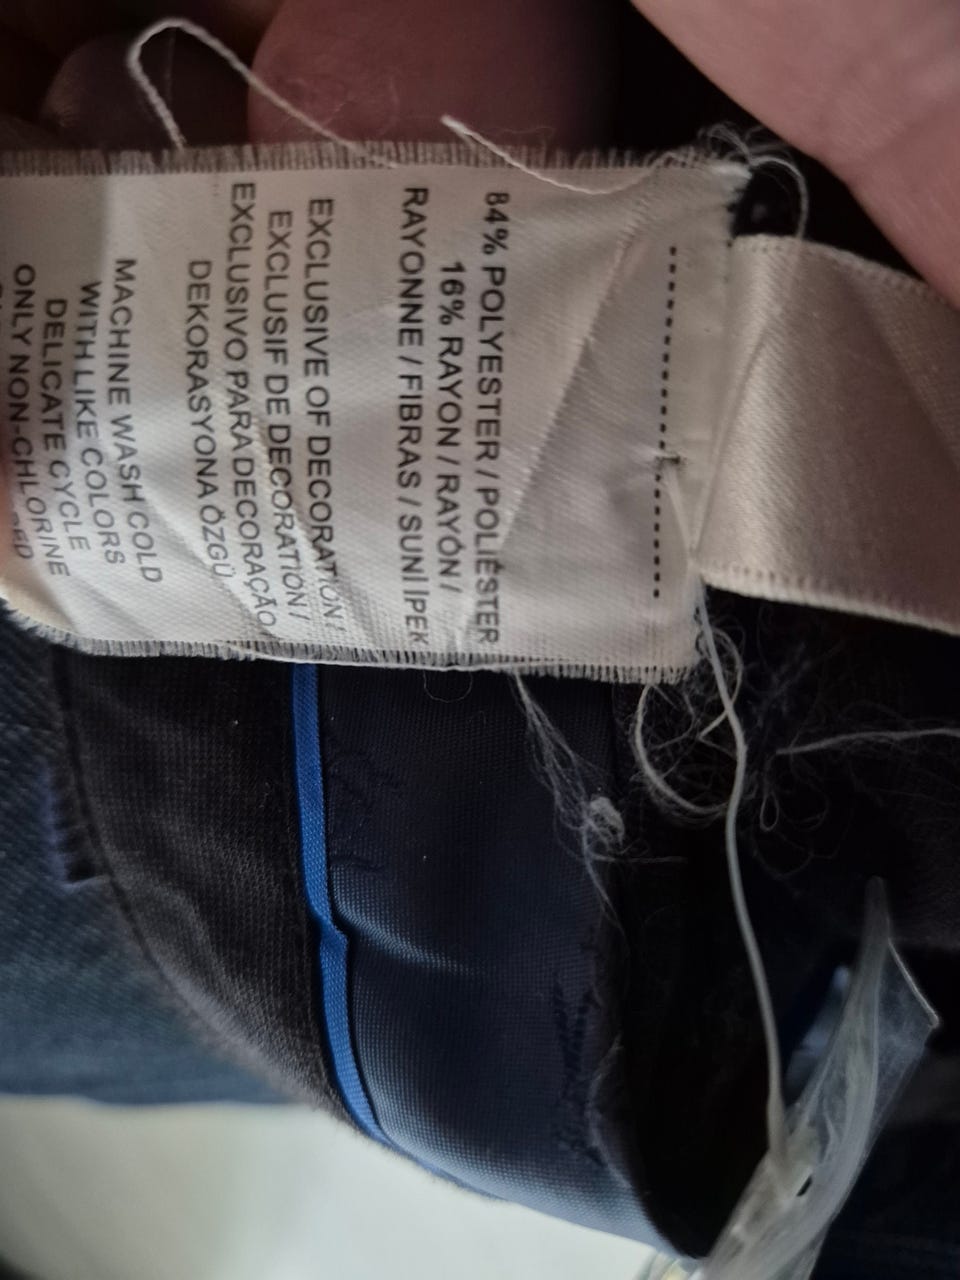 84% POLYESTER / POLIÉSTER
16% RAYON / RAYÓN /
RAYONNE / FIBRAS / SUNİ İPEK
EXCLUSIVE OF DECORATION /
EXCLUSIF DE DECORATION /
EXCLUSIVO PARA DECORAÇÃO
DEKORASYONA ÖZGÜ
MACHINE WASH COLD
WITH LIKE COLORS
DELICATE CYCLE
ONLY NON-CHLORINE